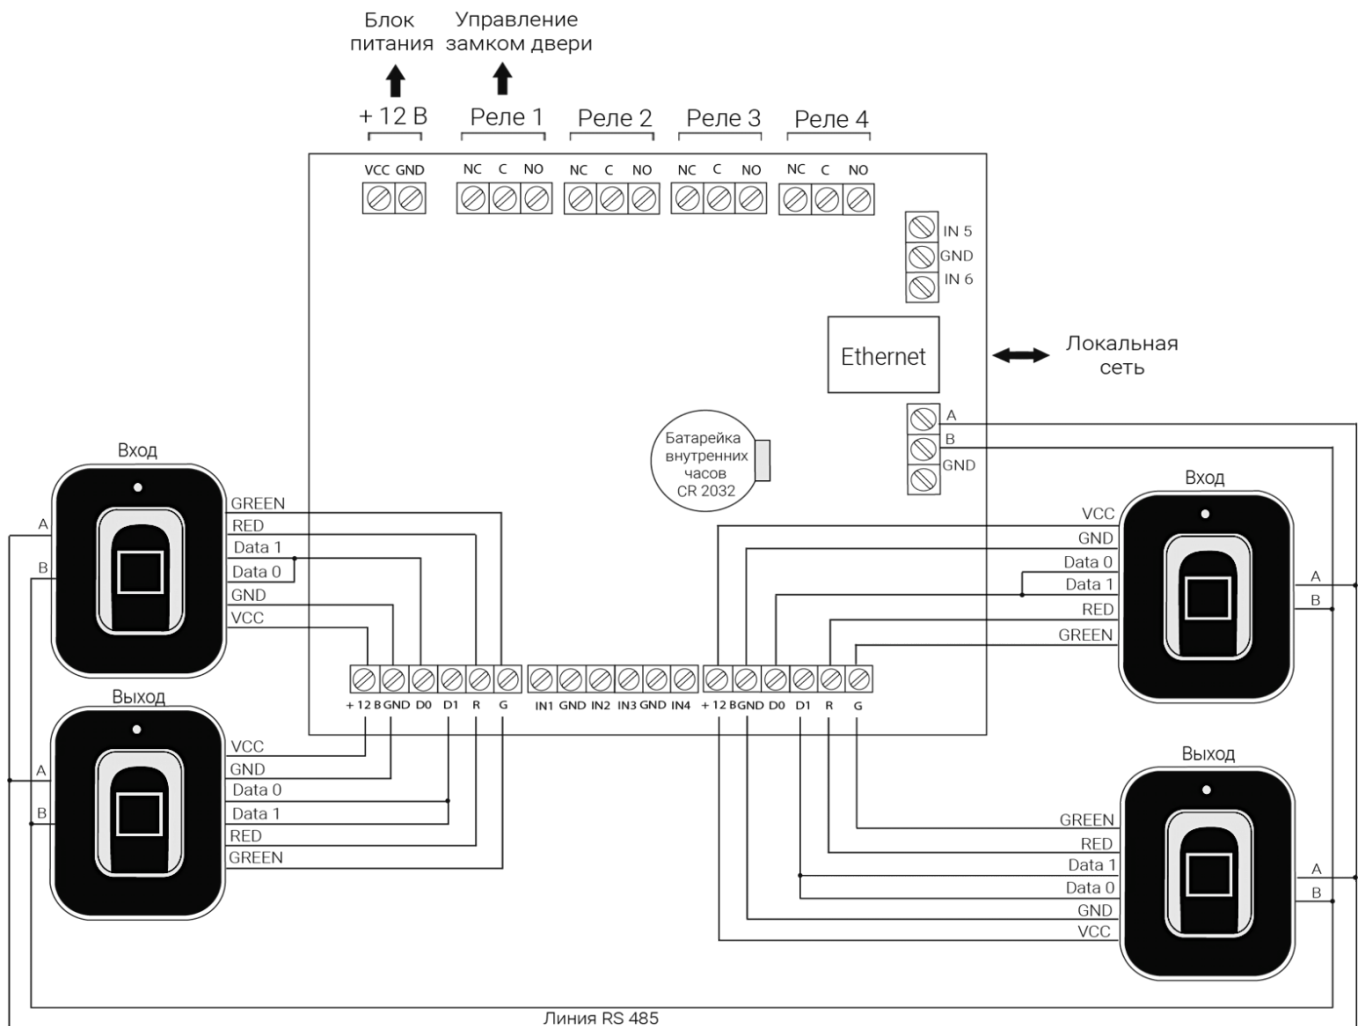 Блок
питания
Управление
замком двери
+ 12 В
Реле 1
Реле 2
Реле 3
Реле 4
VCC GND
NC C NO
NC C NO
NC C NO
NC C NO
IN 5
GND
IN 6
Ethernet
Локальная
сеть
A
B
GND
Батарейка
внутренних
часов
CR 2032
Вход
A
B
GREEN
RED
Data 1
Data 0
GND
VCC
Вход
VCC
GND
Data 0
Data 1
RED
GREEN
A
B
+ 12 В GND D0 D1 R G
IN1 GND IN2 IN3 GND IN4
+ 12 В GND D0 D1 R G
Выход
A
B
VCC
GND
Data 0
Data 1
RED
GREEN
Выход
GREEN
RED
Data 1
Data 0
GND
VCC
A
B
Линия RS 485